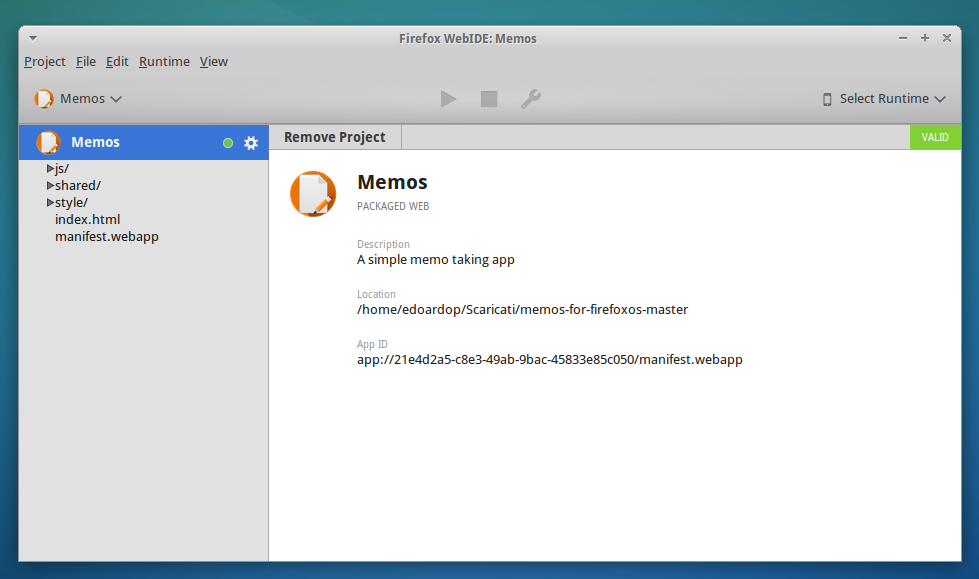 Firefox WebIDE: Memos
Project File Edit Runtime View
Memos Select Runtime
Memos
js/
shared/
style/
index.html
manifest.webapp
Remove Project VALID
Memos
PACKAGED WEB
Description
A simple memo taking app
Location
/home/edoardop/Scaricati/memos-for-firefoxos-master
App ID
app://21e4d2a5-c8e3-49ab-9bac-45833e85c050/manifest.webapp